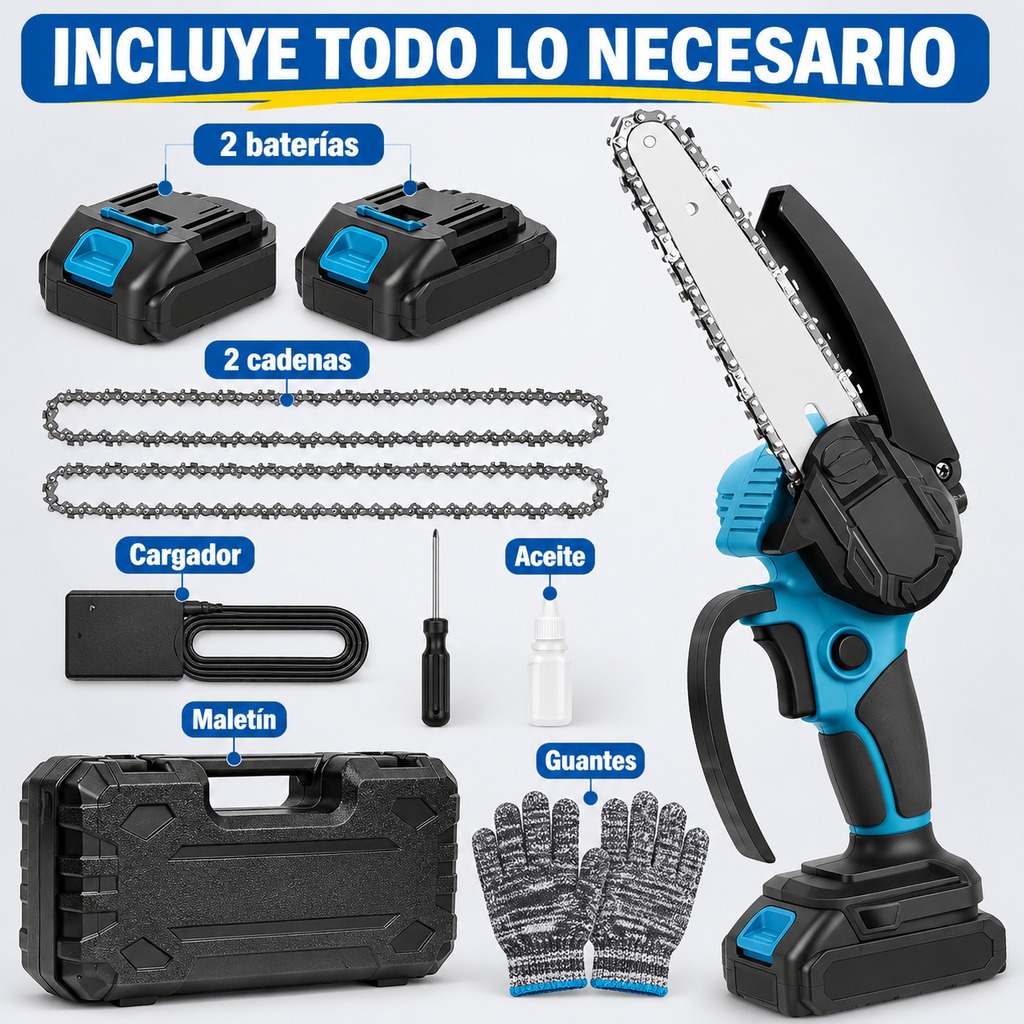 INCLUYE TODO LO NECESARIO
2 baterías
2 cadenas
Cargador
Aceite
Maletín
Guantes